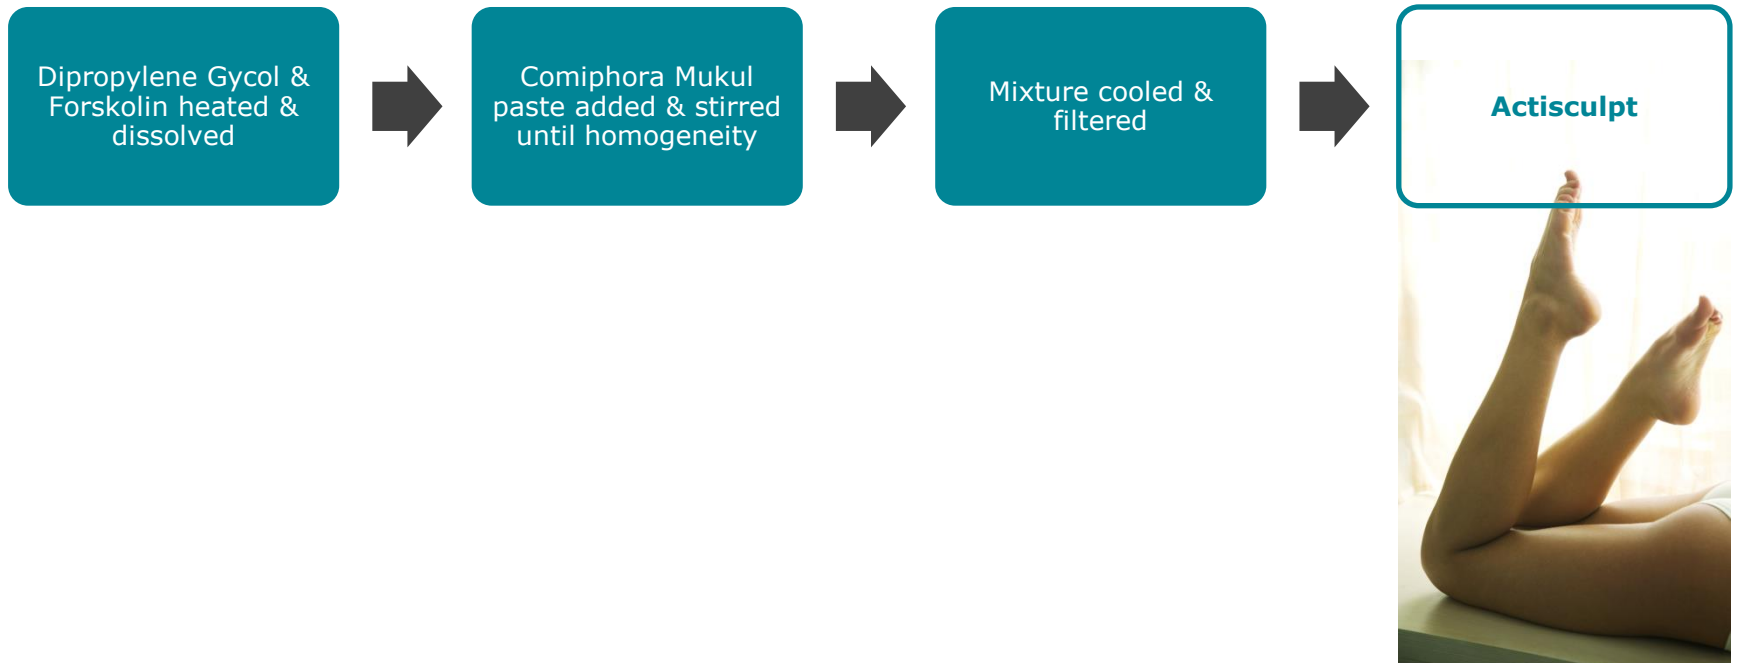 Dipropylene Gycol &
Forskolin heated &
dissolved
Comiphora Mukul
paste added & stirred
until homogeneity
Mixture cooled &
filtered
Actisculpt